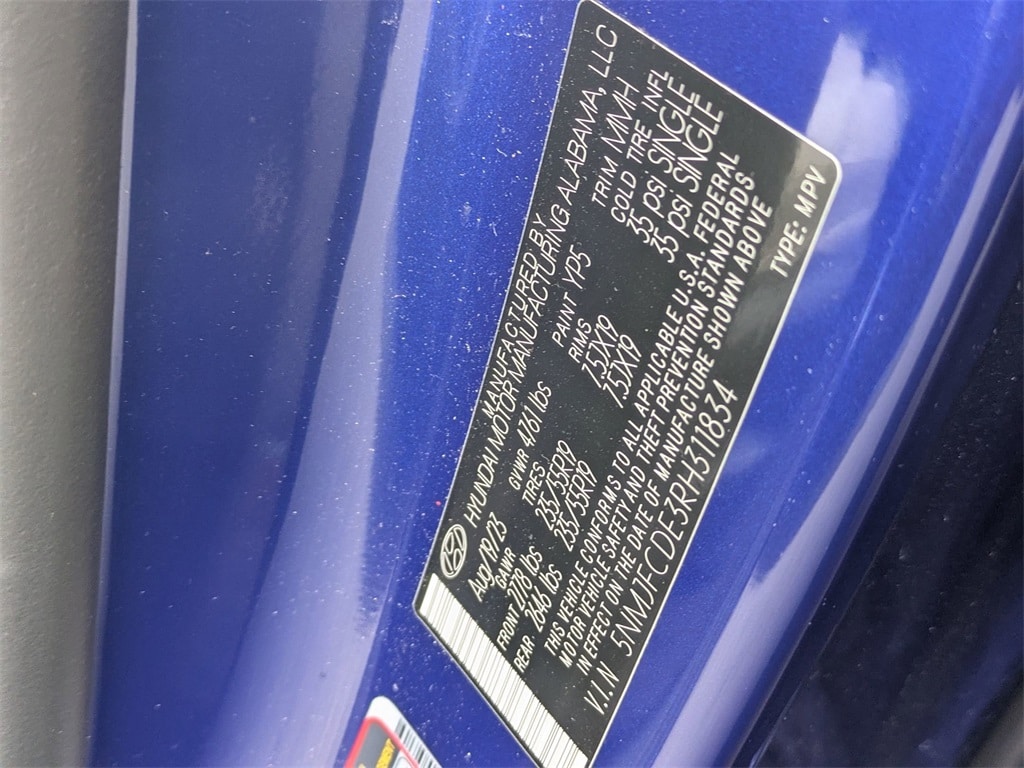 MANUFACTURED BY
HYUNDAI MOTOR MANUFACTURING ALABAMA, LLC
Aug/19/23 GVWR 4761 lbs PAINT YP5 TRIM MMH
GAWR TIRES RIMS COLD TIRE INFL
FRONT 2778 lbs 235/55R19 7.5JX19 35 psi SINGLE
REAR 2646 lbs 235/55R19 7.5JX19 35 psi SINGLE
THIS VEHICLE CONFORMS TO ALL APPLICABLE U.S.A. FEDERAL
MOTOR VEHICLE SAFETY AND THEFT PREVENTION STANDARDS
IN EFFECT ON THE DATE OF MANUFACTURE SHOWN ABOVE
V.I.N 5NMJFCDE3RH311834 TYPE: MPV